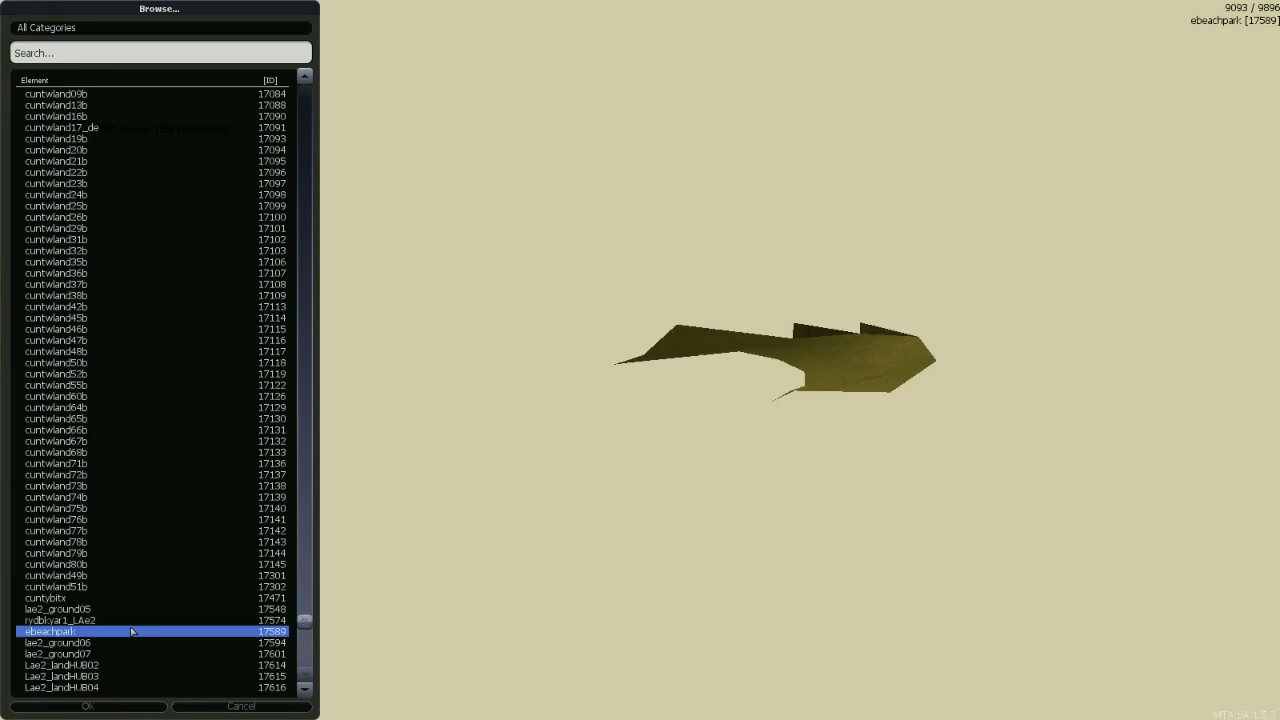 Browse...
9093 / 9896
ebeachpark [17589]
All Categories
Search...
Element [ID]
cuntwland09b 17084
cuntwland13b 17088
cuntwland16b 17090
cuntwland17_de 17091
cuntwland19b 17093
cuntwland20b 17094
cuntwland21b 17095
cuntwland22b 17096
cuntwland23b 17097
cuntwland24b 17098
cuntwland25b 17099
cuntwland26b 17100
cuntwland29b 17101
cuntwland31b 17102
cuntwland32b 17103
cuntwland35b 17106
cuntwland36b 17107
cuntwland37b 17108
cuntwland38b 17109
cuntwland42b 17113
cuntwland45b 17114
cuntwland46b 17115
cuntwland47b 17116
cuntwland48b 17117
cuntwland50b 17118
cuntwland52b 17119
cuntwland55b 17122
cuntwland60b 17126
cuntwland64b 17129
cuntwland65b 17130
cuntwland66b 17131
cuntwland67b 17132
cuntwland68b 17133
cuntwland71b 17136
cuntwland72b 17137
cuntwland73b 17138
cuntwland74b 17139
cuntwland75b 17140
cuntwland76b 17141
cuntwland77b 17142
cuntwland78b 17143
cuntwland79b 17144
cuntwland80b 17145
cuntwland49b 17301
cuntwland51b 17302
cuntybitx 17471
lae2_ground05 17548
rydbkyar1_LAe2 17574
ebeachpark 17589
lae2_ground06 17594
lae2_ground07 17601
Lae2_landHUB02 17614
Lae2_landHUB03 17615
Lae2_landHUB04 17616
OK Cancel